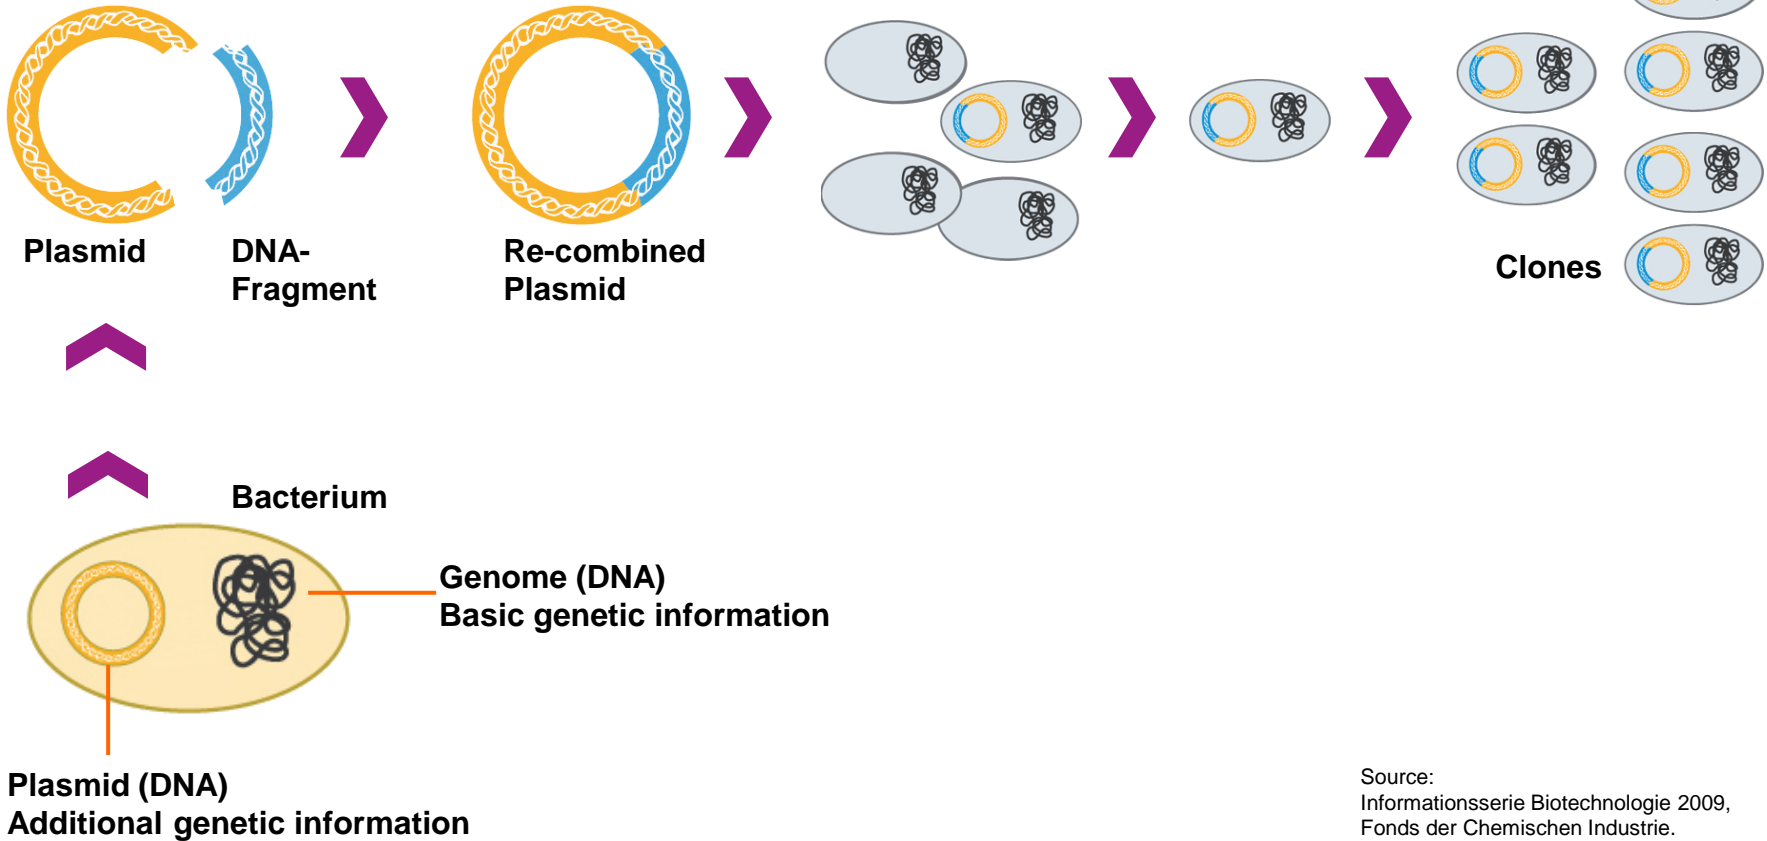 Plasmid
DNA-
Fragment
Re-combined
Plasmid
Clones
Bacterium
Genome (DNA)
Basic genetic information
Plasmid (DNA)
Additional genetic information
Source:
Informationsserie Biotechnologie 2009,
Fonds der Chemischen Industrie.